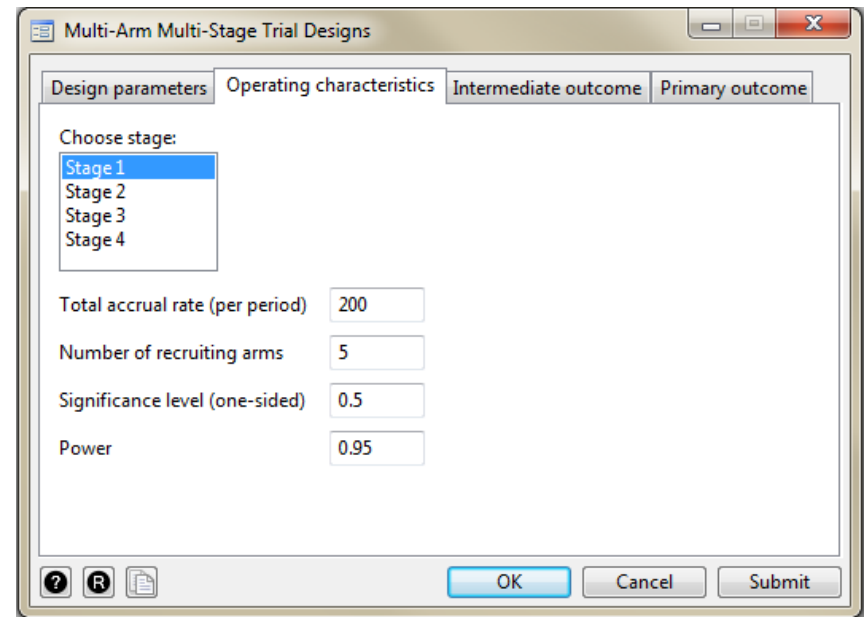 Multi-Arm Multi-Stage Trial Designs
Design parameters Operating characteristics Intermediate outcome Primary outcome
Choose stage:
Stage 1
Stage 2
Stage 3
Stage 4
Total accrual rate (per period) 200
Number of recruiting arms 5
Significance level (one-sided) 0.5
Power 0.95
? R OK Cancel Submit